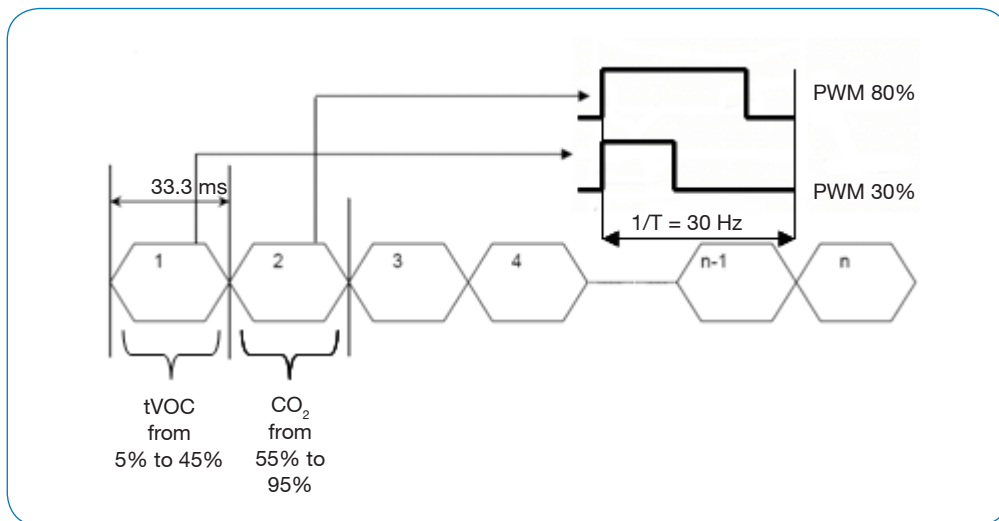 PWM 80%
33.3 ms
PWM 30%
1/T = 30 Hz
1
2
3
4
n-1
n
tVOC
from
5% to 45%
CO₂
from
55% to
95%